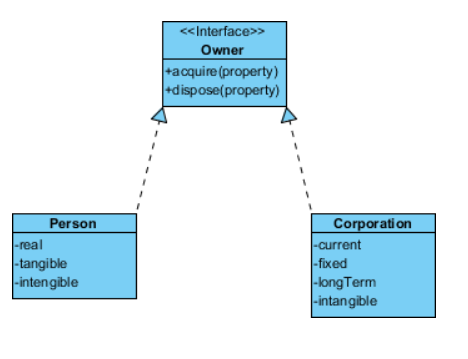 <<Interface>>
Owner
+acquire(property)
+dispose(property)
Person
-real
-tangible
-intengible
Corporation
-current
-fixed
-longTerm
-intangible